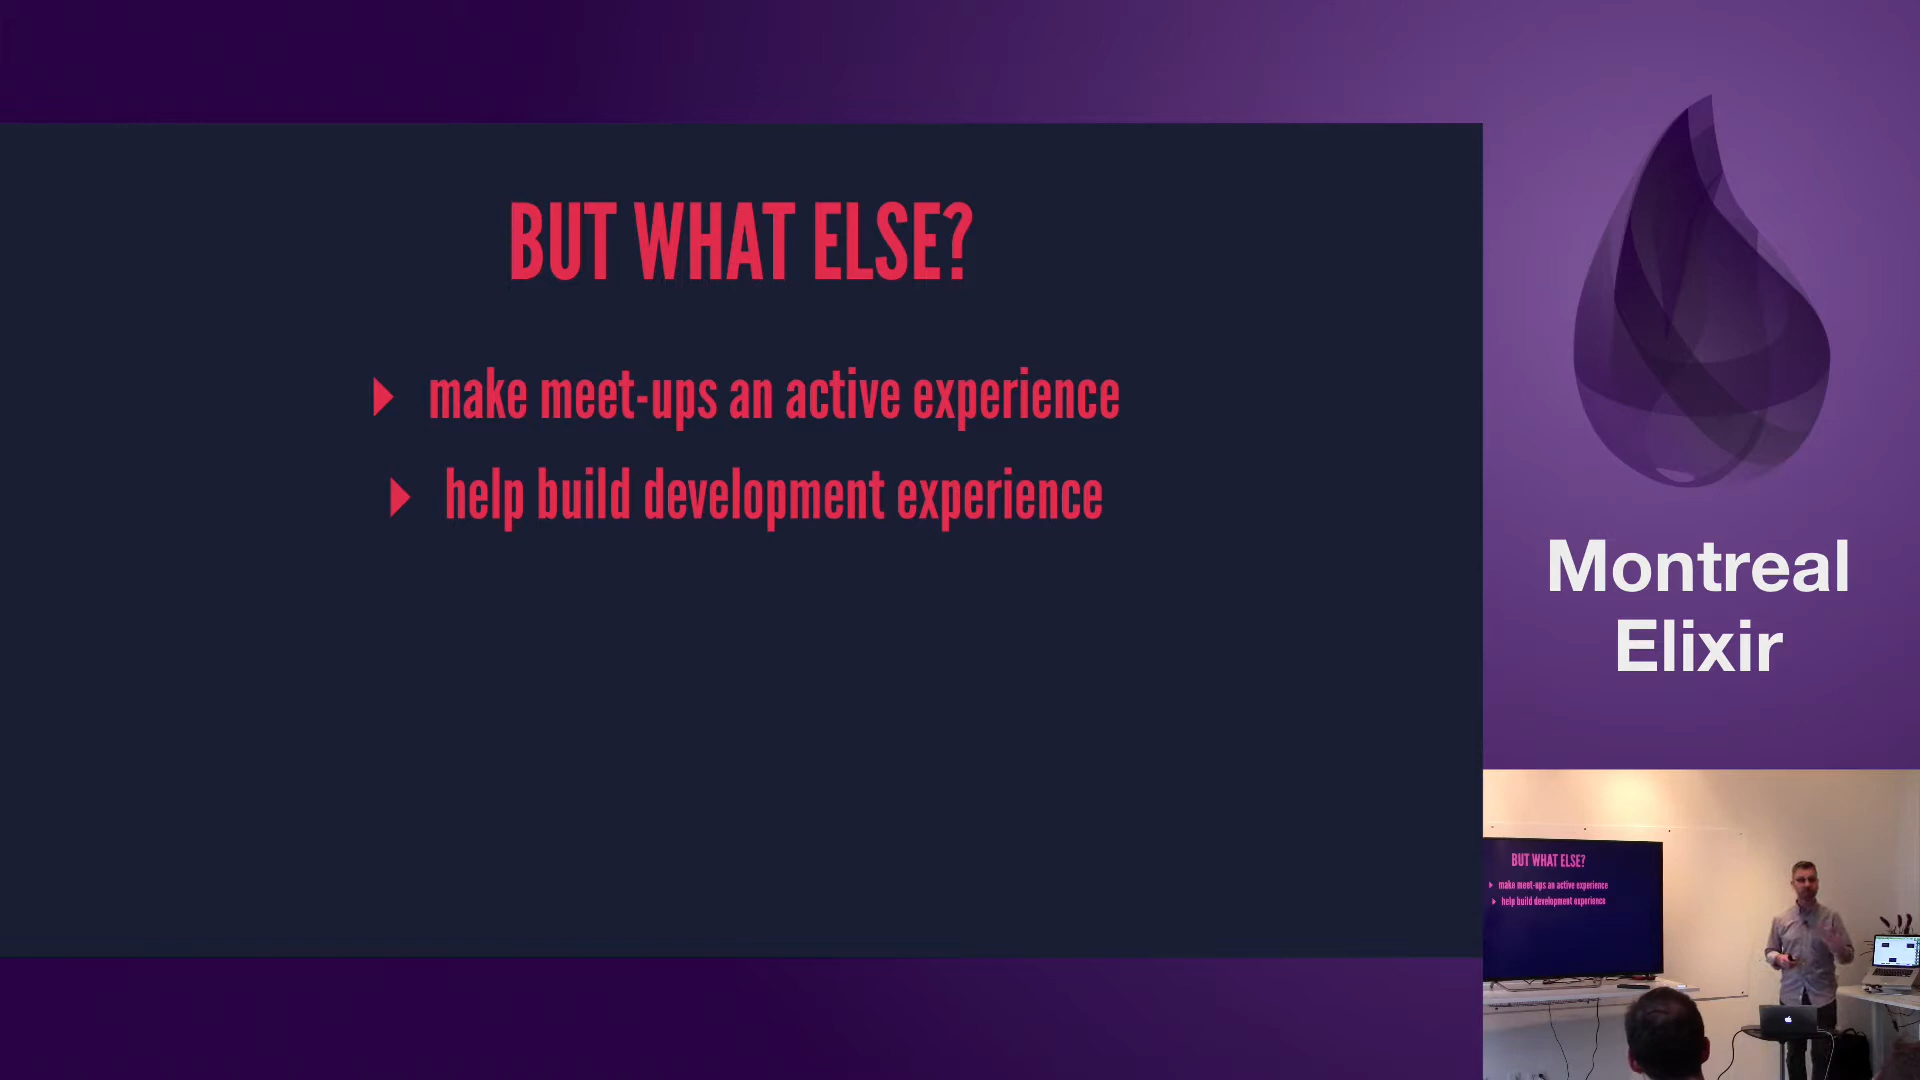 BUT WHAT ELSE?
make meet-ups an active experience
help build development experience
Montreal
Elixir
BUT WHAT ELSE?
make meet-ups an active experience
help build development experience